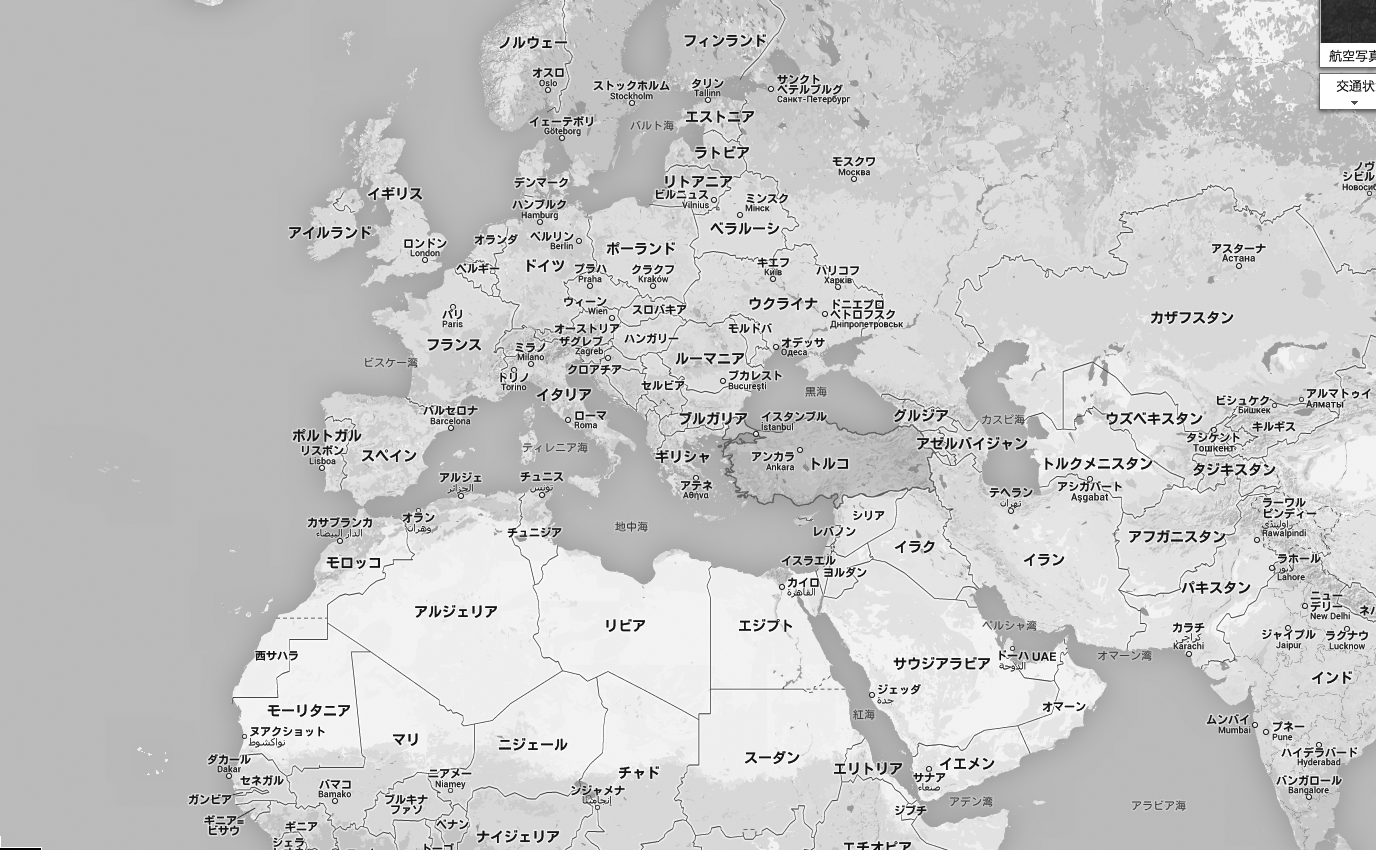 航空写真
交通状
ノルウェー
フィンランド
オスロ
Oslo
ストックホルム
Stockholm
タリン
Tallinn
サンクト
ペテルブルグ
Санкт-Петербург
イェーテボリ
Göteborg
バルト海
エストニア
ラトビア
モスクワ
Москва
ノヴ
シビル
Новосиб
デンマーク
リトアニア
ビルニュス
Vilnius
ミンスク
Мінск
イギリス
ハンブルク
Hamburg
アイルランド
ロンドン
London
オランダ
ベルリン
Berlin
ポーランド
ベラルーシ
アスターナ
Астана
ベルギー
ドイツ
プラハ
Praha
クラクフ
Kraków
キエフ
Київ
ハリコフ
Харків
パリ
Paris
ウィーン
Wien
スロバキア
ウクライナ
ドニエプロ
ペトロフスク
Дніпропетровськ
カザフスタン
フランス
オーストリア
ザグレブ
Zagreb
ハンガリー
モルドバ
オデッサ
Одеса
ビスケー湾
ミラノ
Milano
トリノ
Torino
クロアチア
ルーマニア
セルビア
ブカレスト
București
イタリア
黒海
バルセロナ
Barcelona
ローマ
Roma
ブルガリア
イスタンブル
İstanbul
グルジア
カスピ海
ウズベキスタン
ビシュケク
Бишкек
アルマトゥイ
Алматы
キルギス
タシケント
Тошкент
ポルトガル
リスボン
Lisboa
スペイン
ティレニア海
ギリシャ
アンカラ
Ankara
トルコ
アゼルバイジャン
トルクメニスタン
タジキスタン
アルジェ
الجزائر
チュニス
تونس
アテネ
Αθήνα
テヘラン
تهران
アシガバート
Aşgabat
カサブランカ
الدار البيضاء
オラン
وهران
チュニジア
地中海
シリア
レバノン
イラク
イラン
アフガニスタン
ラーワル
ピンディー
راولپنڈی
Rawalpindi
モロッコ
イスラエル
ヨルダン
カイロ
القاهرة
ラホール
لاہور
Lahore
パキスタン
アルジェリア
リビア
エジプト
ペルシャ湾
ニュー
デリー
New Delhi
ネパ
カラチ
کراچی
Karachi
ジャイプル
Jaipur
ラクナウ
Lucknow
西サハラ
サウジアラビア
ドーハ
الدوحة
UAE
オマーン湾
インド
ジェッダ
جدة
モーリタニア
紅海
オマーン
ムンバイ
Mumbai
プネー
Pune
ヌアクショット
نواكشوط
マリ
ニジェール
スーダン
ハイデラバード
Hyderabad
ダカール
Dakar
セネガル
バマコ
Bamako
ニアメー
Niamey
チャド
エリトリア
サナア
صنعاء
イエメン
バンガロール
Bangalore
ガンビア
ブルキナ
ファソ
ンジャメナ
إنجامينا
ジブチ
アデン湾
アラビア海
ギニア=
ビサウ
ギニア
ベナン
ナイジェリア
シエラ
トーゴ
エチオピア